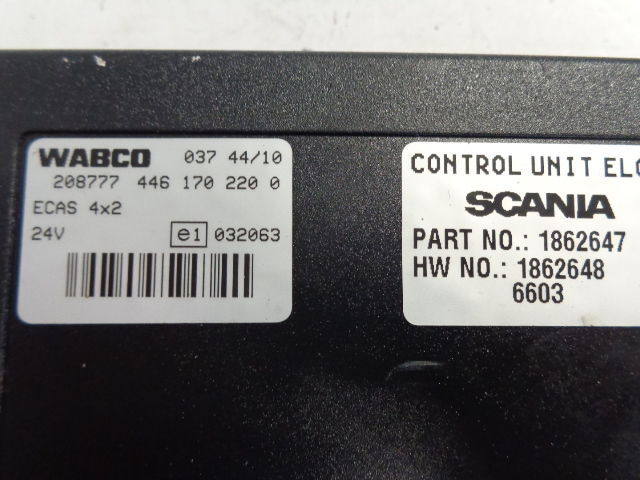 WABCO 037 44/10
208777 446 170 220 0
ECAS 4x2
24V e1 032063
CONTROL UNIT ELC
SCANIA
PART NO.: 1862647
HW NO.: 1862648
6603